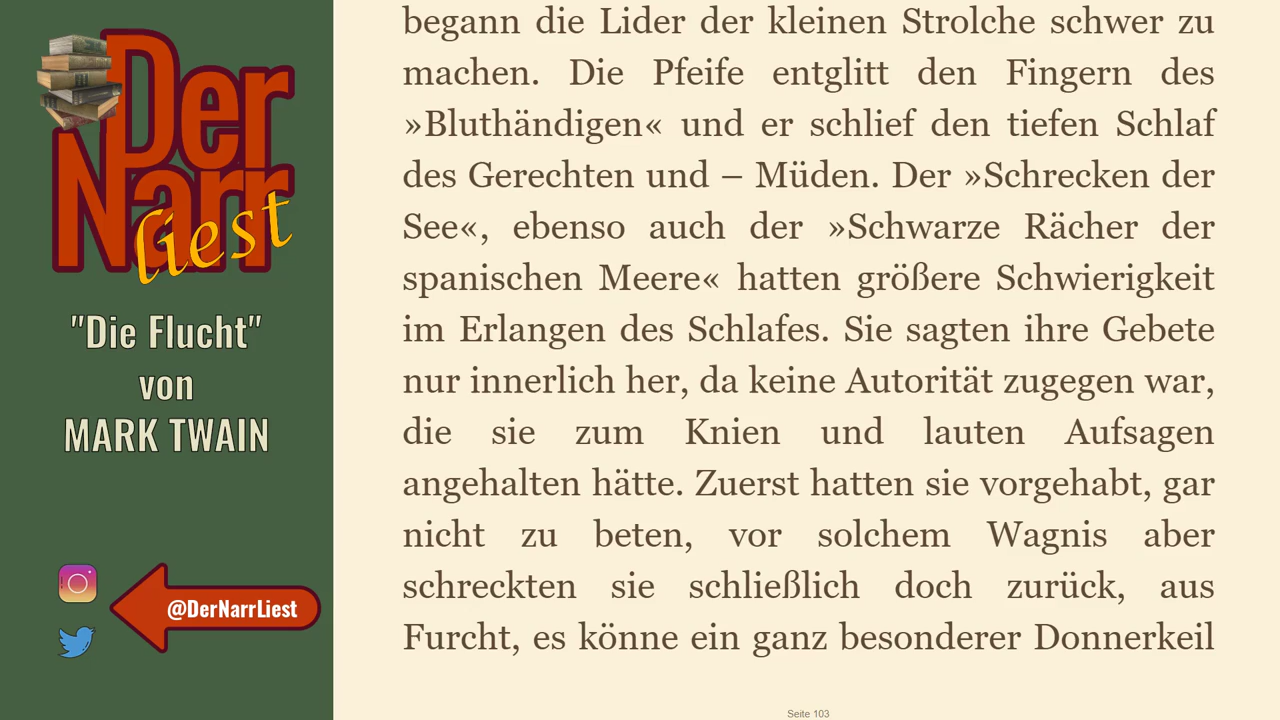 Der
Narr
liest
"Die Flucht"
von
MARK TWAIN
@DerNarrLiest
begann die Lider der kleinen Strolche schwer zu
machen. Die Pfeife entglitt den Fingern des
»Bluthändigen« und er schlief den tiefen Schlaf
des Gerechten und – Müden. Der »Schrecken der
See«, ebenso auch der »Schwarze Rächer der
spanischen Meere« hatten größere Schwierigkeit
im Erlangen des Schlafes. Sie sagten ihre Gebete
nur innerlich her, da keine Autorität zugegen war,
die sie zum Knien und lauten Aufsagen
angehalten hätte. Zuerst hatten sie vorgehabt, gar
nicht zu beten, vor solchem Wagnis aber
schreckten sie schließlich doch zurück, aus
Furcht, es könne ein ganz besonderer Donnerkeil
Seite 103